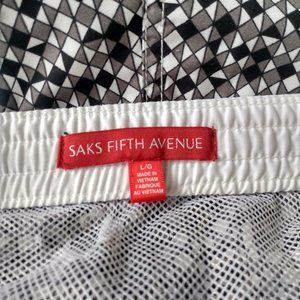 SAKS FIFTH AVENUE
L/G
MADE IN
VIETNAM
FABRIQUÉ
AU VIETNAM